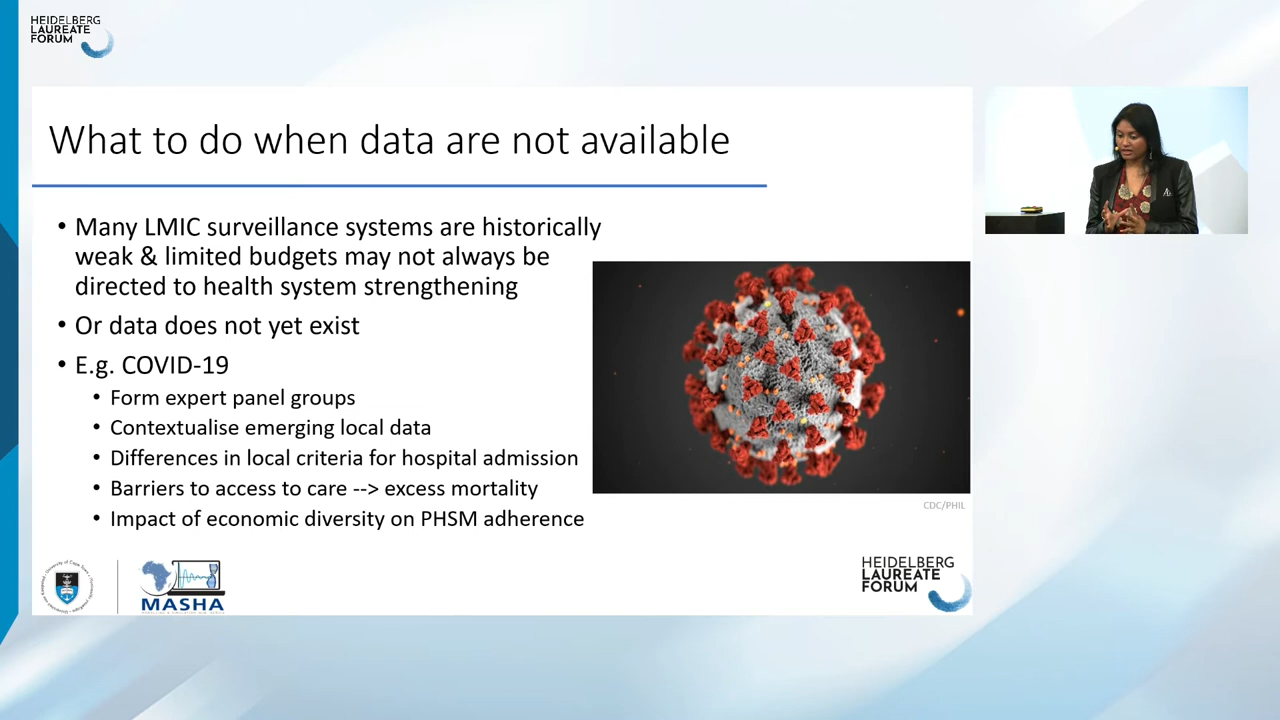 HEIDELBERG
LAUREATE
FORUM
What to do when data are not available
• Many LMIC surveillance systems are historically
weak & limited budgets may not always be
directed to health system strengthening
• Or data does not yet exist
• E.g. COVID-19
• Form expert panel groups
• Contextualise emerging local data
• Differences in local criteria for hospital admission
• Barriers to access to care --> excess mortality
• Impact of economic diversity on PHSM adherence
CDC/PHIL
MASHA
HEIDELBERG
LAUREATE
FORUM